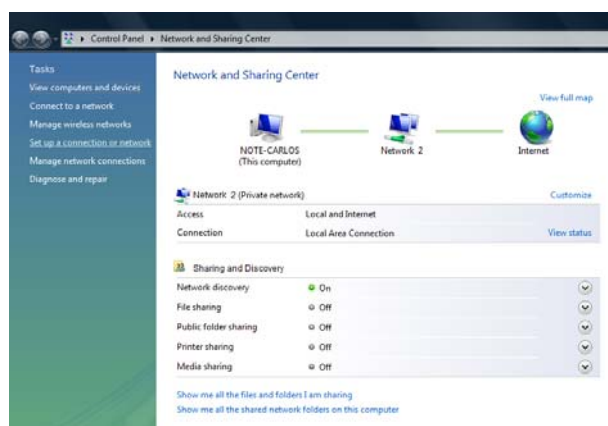 Control Panel Network and Sharing Center
Tasks
View computers and devices
Connect to a network
Manage wireless networks
Set up a connection or network
Manage network connections
Diagnose and repair
Network and Sharing Center
View full map
NOTE-CARLOS
(This computer)
Network 2
Internet
Network 2 (Private network)
Customize
Access Local and Internet
Connection Local Area Connection View status
Sharing and Discovery
Network discovery On
File sharing Off
Public folder sharing Off
Printer sharing Off
Media sharing Off
Show me all the files and folders I am sharing
Show me all the shared network folders on this computer